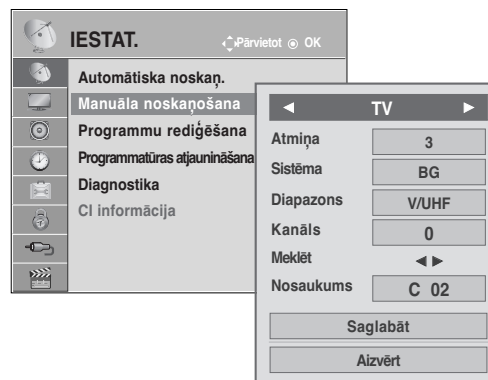 IESTAT.
Pārvietot OK
Automātiska noskaņ.
Manuāla noskaņošana
Programmu rediģēšana
Programmatūras atjaunināšana
Diagnostika
CI informācija
◄ TV ►
Atmiņa 3
Sistēma BG
Diapazons V/UHF
Kanāls 0
Meklēt ◄ ►
Nosaukums C 02
Saglabāt
Aizvērt